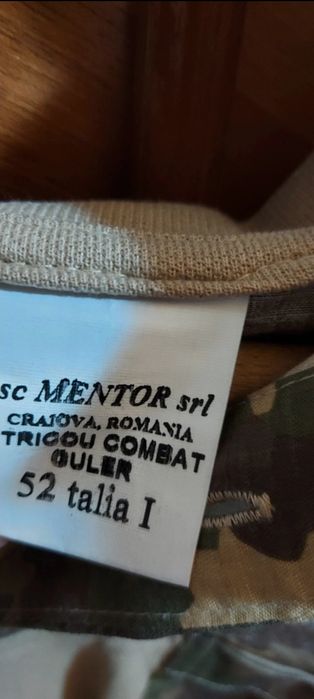 sc MENTOR srl
CRAIOVA, ROMANIA
TRICOU COMBAT
GULER
52 talia I